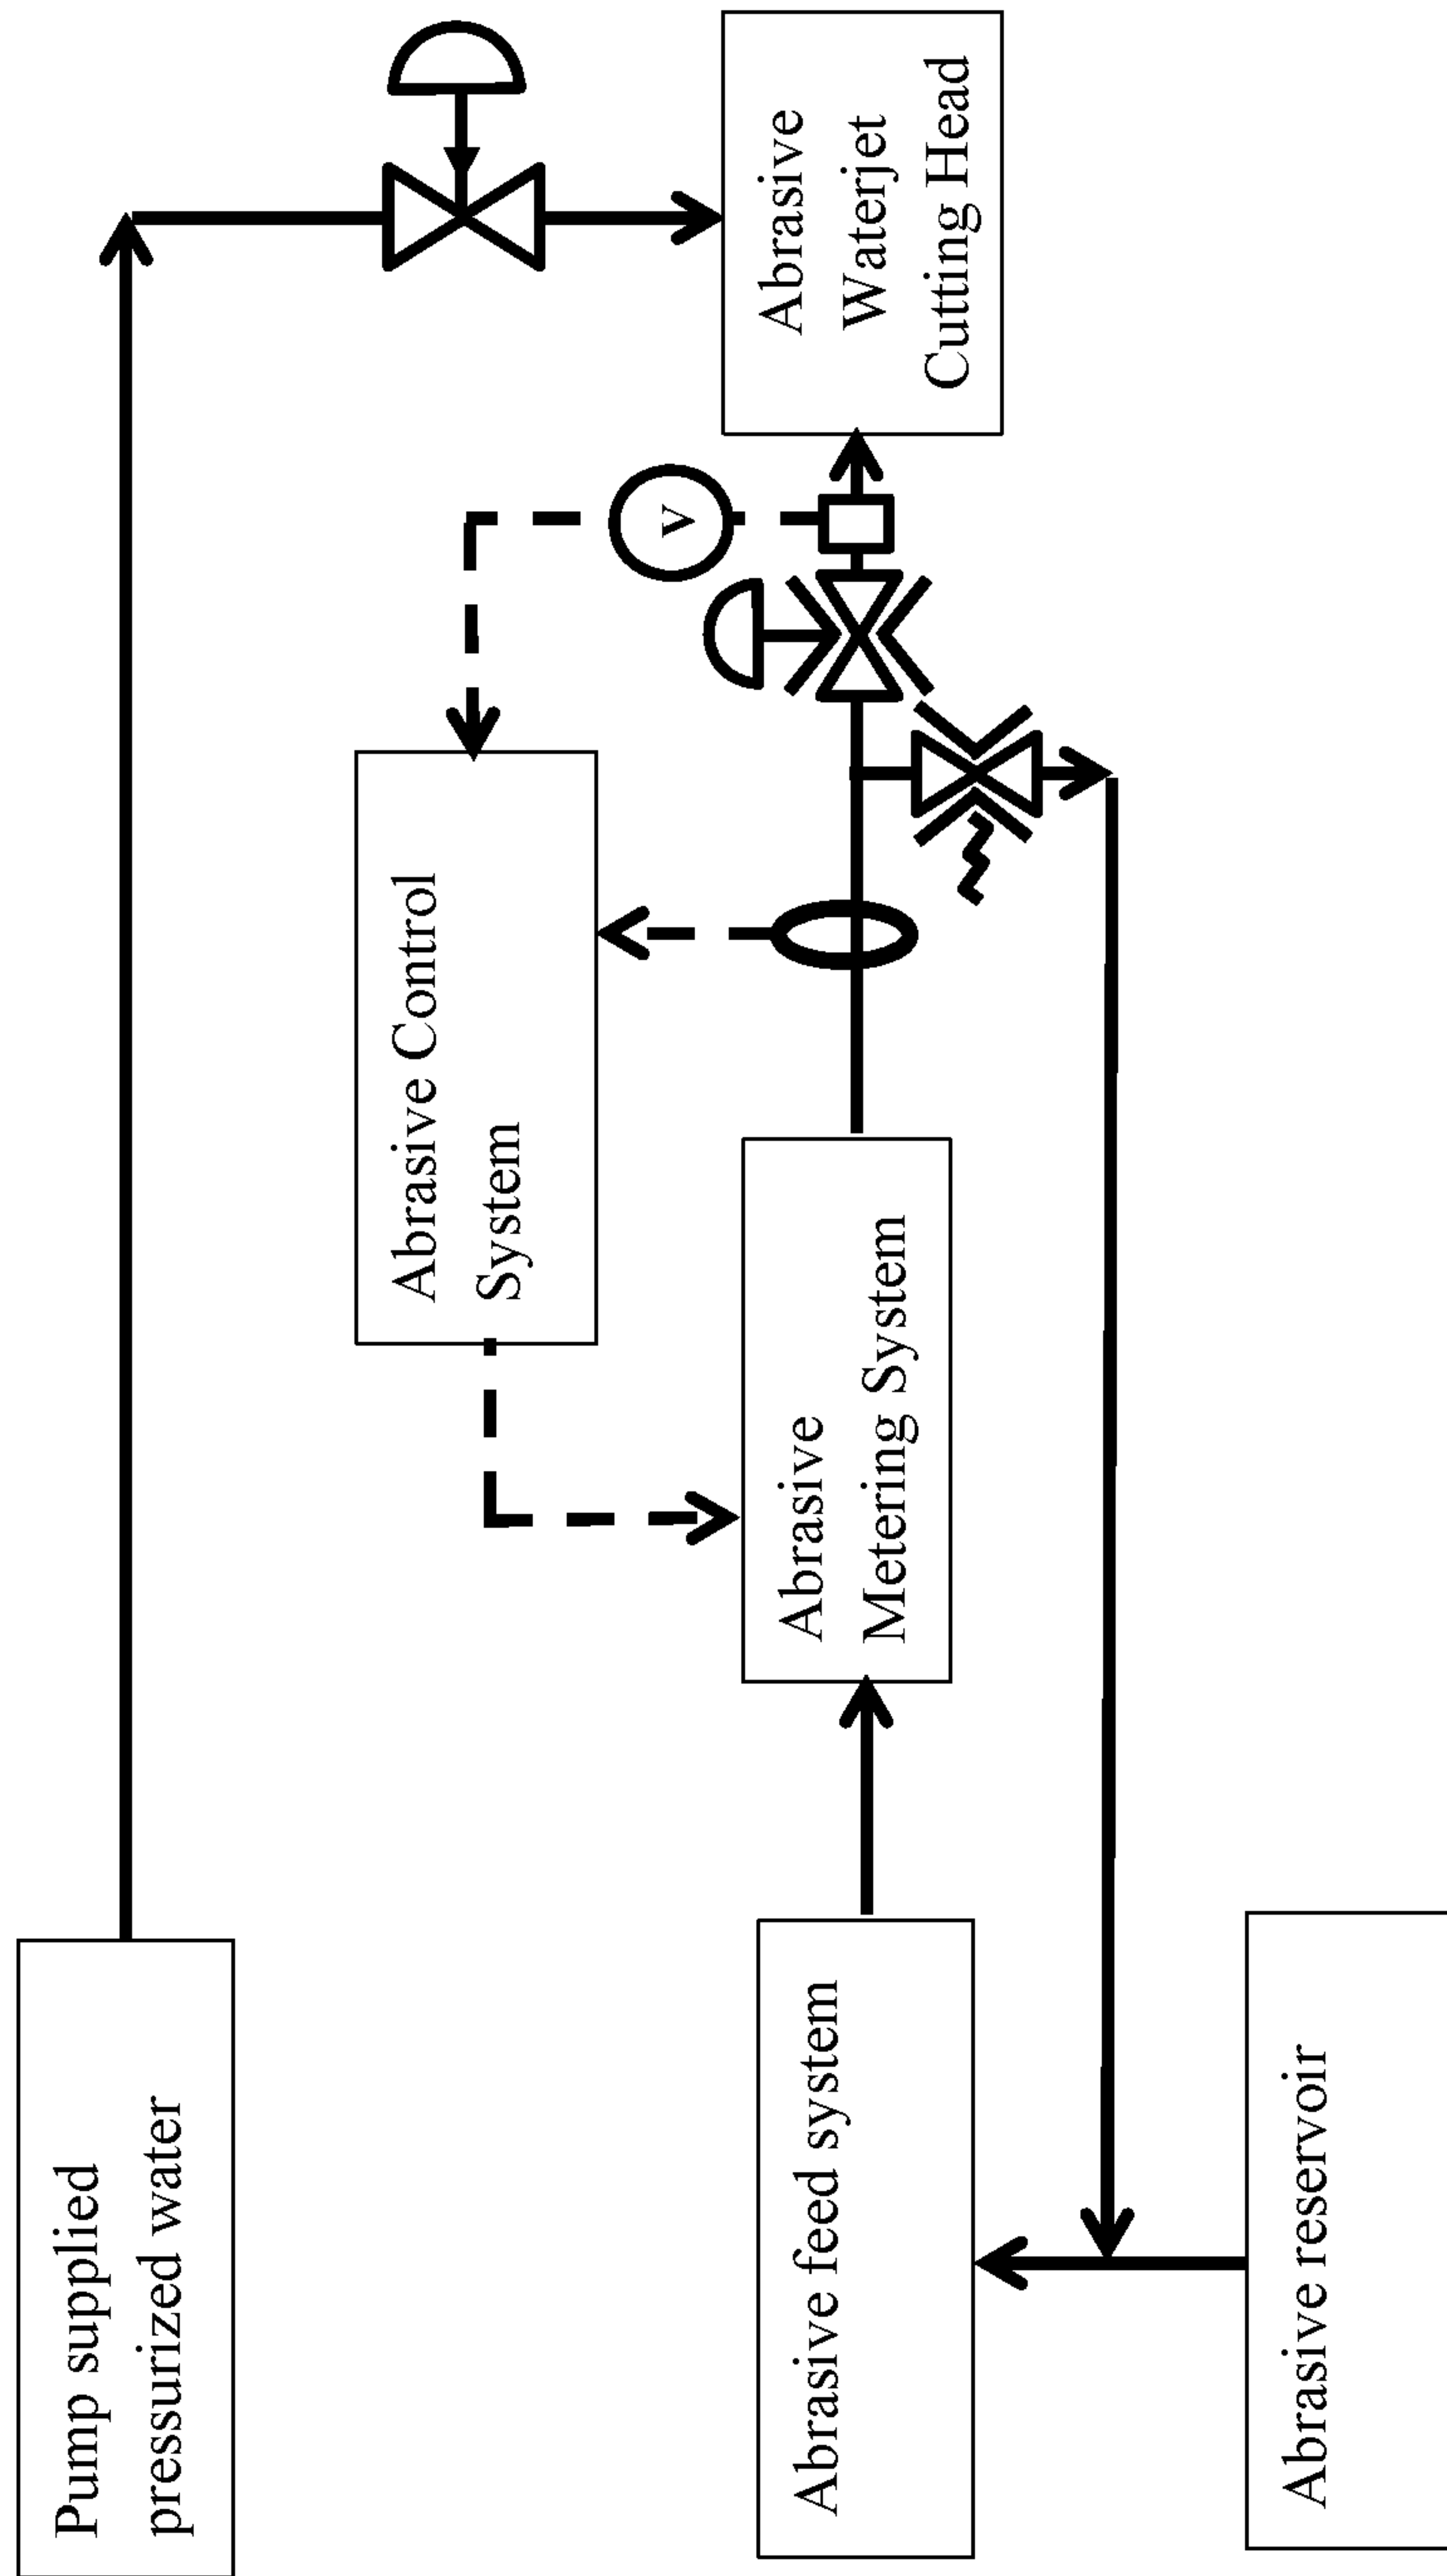 Pump supplied
pressurized water
Abrasive Control
System
v
Abrasive
Waterjet
Cutting Head
Abrasive
Metering System
Abrasive feed system
Abrasive reservoir